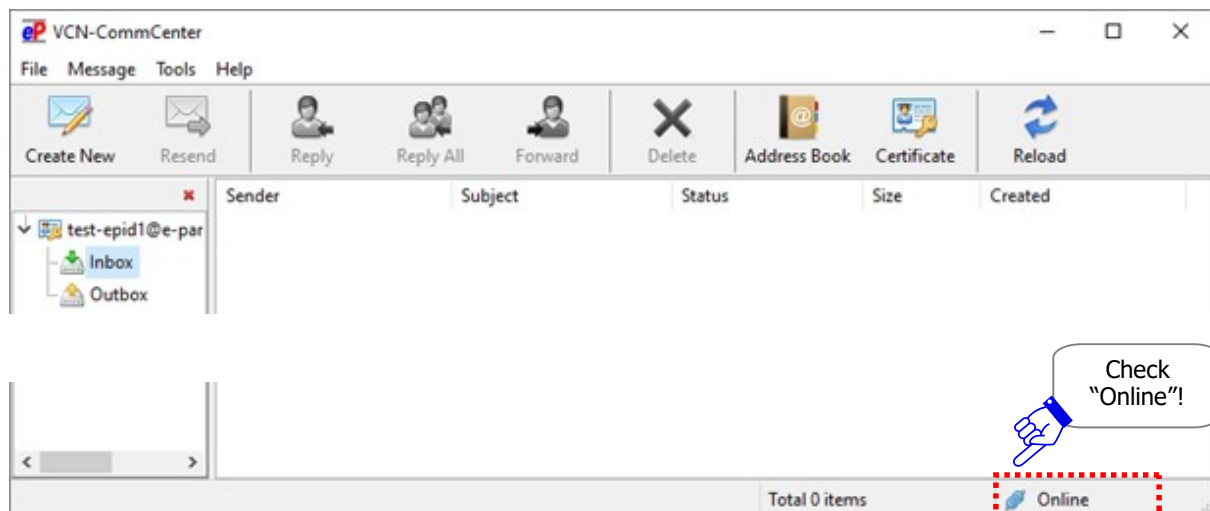 eP VCN-CommCenter
File Message Tools Help
Create New Resend Reply Reply All Forward Delete Address Book Certificate Reload
Sender Subject Status Size Created
test-epid1@e-par
Inbox
Outbox
Check
“Online”!
Total 0 items Online